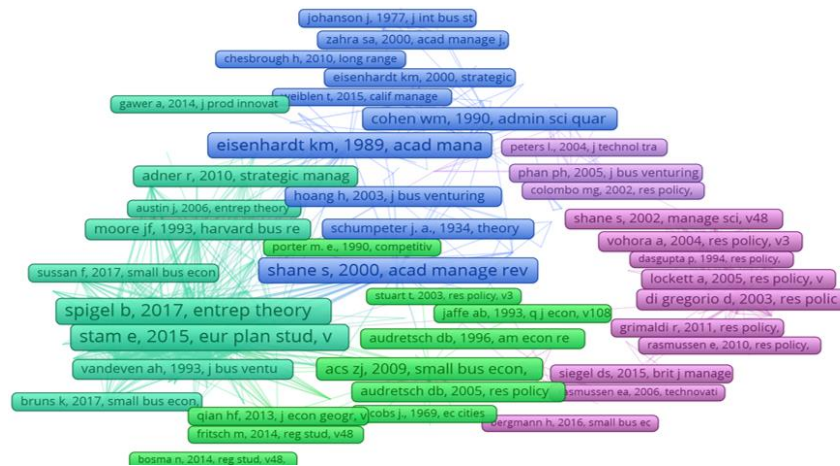 johanson j, 1977, j int bus st
zahra sa, 2000, acad manage j,
chesbrough h, 2010, long range
eisenhardt km, 2000, strategic
weiblen t, 2015, calif manage
gawer a, 2014, j prod innovat
cohen wm, 1990, admin sci quar
eisenhardt km, 1989, acad mana
peters l., 2004, j technol tra
adner r, 2010, strategic manag
phan ph, 2005, j bus venturing
colombo mg, 2002, res policy,
hoang h, 2003, j bus venturing
austin j, 2006, entrep theory
shane s, 2002, manage sci, v48
moore jf, 1993, harvard bus re
schumpeter j. a., 1934, theory
porter m. e., 1990, competitiv
vohora a, 2004, res policy, v3
dasgupta p. 1994, res policy,
sussan f, 2017, small bus econ
shane s, 2000, acad manage rev
lockett a, 2005, res policy, v
stuart t. 2003, res policy, v3
di gregorio d, 2003, res polic
spigel b, 2017, entrep theory
jaffe ab, 1993, q j econ, v108
grimaldi r, 2011, res policy,
stam e, 2015, eur plan stud, v
audretsch db, 1996, am econ re
rasmussen e, 2010, res policy,
vandeven ah, 1993, j bus ventu
acs zj, 2009, small bus econ,
siegel ds, 2015, brit j manage
audretsch db, 2005, res policy
asmussen ea, 2006, technovati
bruns k, 2017, small bus econ,
qian hf, 2013, j econ geogr, v
cobs j., 1969, ec cities
bergmann h, 2016, small bus ec
fritsch m, 2014, reg stud, v48
bosma n, 2014, reg stud, v48,